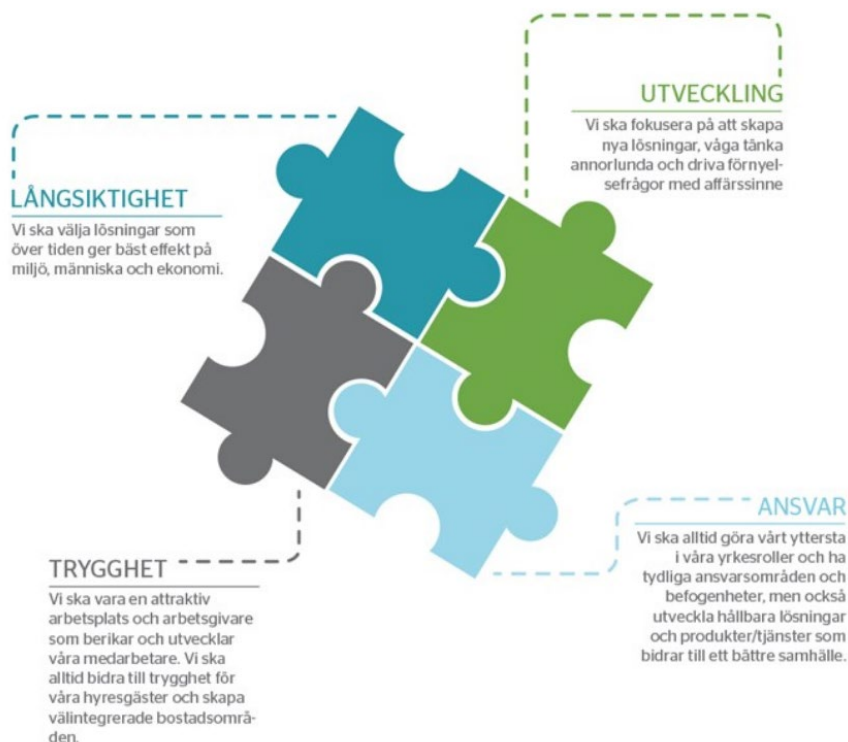 UTVECKLING
Vi ska fokusera på att skapa
nya lösningar, våga tänka
annorlunda och driva förnyel-
sefrågor med affärssinne
LÅNGSIKTIGHET
Vi ska välja lösningar som
över tiden ger bäst effekt på
miljö, människa och ekonomi.
ANSVAR
Vi ska alltid göra vårt yttersta
i våra yrkesroller och ha
tydliga ansvarsområden och
befogenheter, men också
utveckla hållbara lösningar
och produkter/tjänster som
bidrar till ett bättre samhälle.
TRYGGHET
Vi ska vara en attraktiv
arbetsplats och arbetsgivare
som berikar och utvecklar
våra medarbetare. Vi ska
alltid bidra till trygghet för
våra hyresgäster och skapa
välintegrerade bostadsområ-
den.